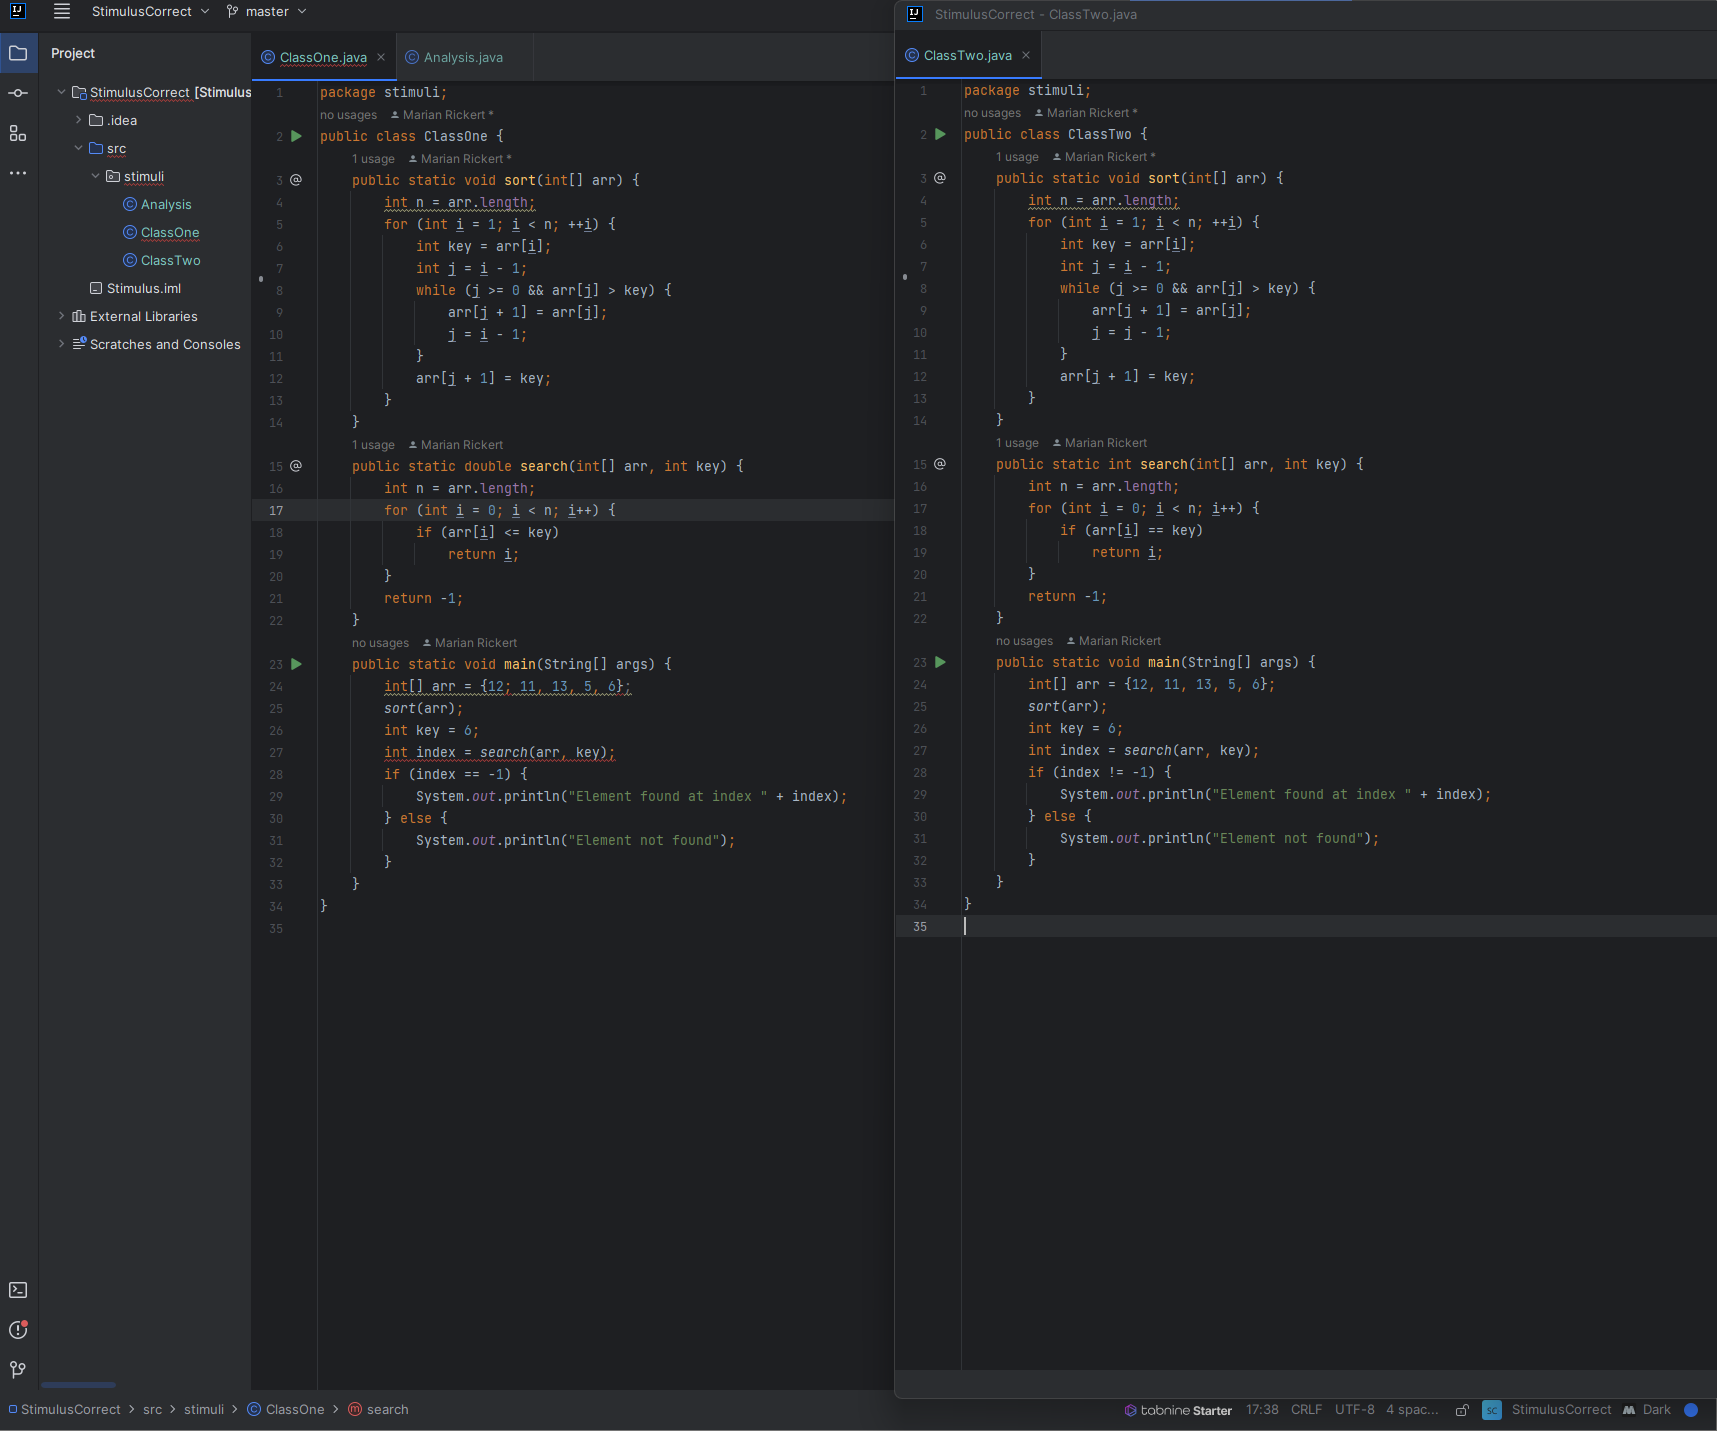 StimulusCorrect master
Project
StimulusCorrect [Stimulus
.idea
src
stimuli
Analysis
ClassOne
ClassTwo
Stimulus.iml
External Libraries
Scratches and Consoles
ClassOne.java Analysis.java
1 package stimuli;
no usages Marian Rickert *
2 public class ClassOne {
1 usage Marian Rickert *
3 @ public static void sort(int[] arr) {
4 int n = arr.length;
5 for (int i = 1; i < n; ++i) {
6 int key = arr[i];
7 int j = i - 1;
8 while (j >= 0 && arr[j] > key) {
9 arr[j + 1] = arr[j];
10 j = i - 1;
11 }
12 arr[j + 1] = key;
13 }
14 }
1 usage Marian Rickert
15 @ public static double search(int[] arr, int key) {
16 int n = arr.length;
17 for (int i = 0; i < n; i++) {
18 if (arr[i] <= key)
19 return i;
20 }
21 return -1;
22 }
no usages Marian Rickert
23 public static void main(String[] args) {
24 int[] arr = {12; 11, 13, 5, 6};
25 sort(arr);
26 int key = 6;
27 int index = search(arr, key);
28 if (index == -1) {
29 System.out.println("Element found at index " + index);
30 } else {
31 System.out.println("Element not found");
32 }
33 }
34 }
35
StimulusCorrect - ClassTwo.java
ClassTwo.java
1 package stimuli;
no usages Marian Rickert *
2 public class ClassTwo {
1 usage Marian Rickert *
3 @ public static void sort(int[] arr) {
4 int n = arr.length;
5 for (int i = 1; i < n; ++i) {
6 int key = arr[i];
7 int j = i - 1;
8 while (j >= 0 && arr[j] > key) {
9 arr[j + 1] = arr[j];
10 j = j - 1;
11 }
12 arr[j + 1] = key;
13 }
14 }
1 usage Marian Rickert
15 @ public static int search(int[] arr, int key) {
16 int n = arr.length;
17 for (int i = 0; i < n; i++) {
18 if (arr[i] == key)
19 return i;
20 }
21 return -1;
22 }
no usages Marian Rickert
23 public static void main(String[] args) {
24 int[] arr = {12, 11, 13, 5, 6};
25 sort(arr);
26 int key = 6;
27 int index = search(arr, key);
28 if (index != -1) {
29 System.out.println("Element found at index " + index);
30 } else {
31 System.out.println("Element not found");
32 }
33 }
34 }
35
StimulusCorrect > src > stimuli > ClassOne > search
tabnine Starter 17:38 CRLF UTF-8 4 spac... SC StimulusCorrect Dark